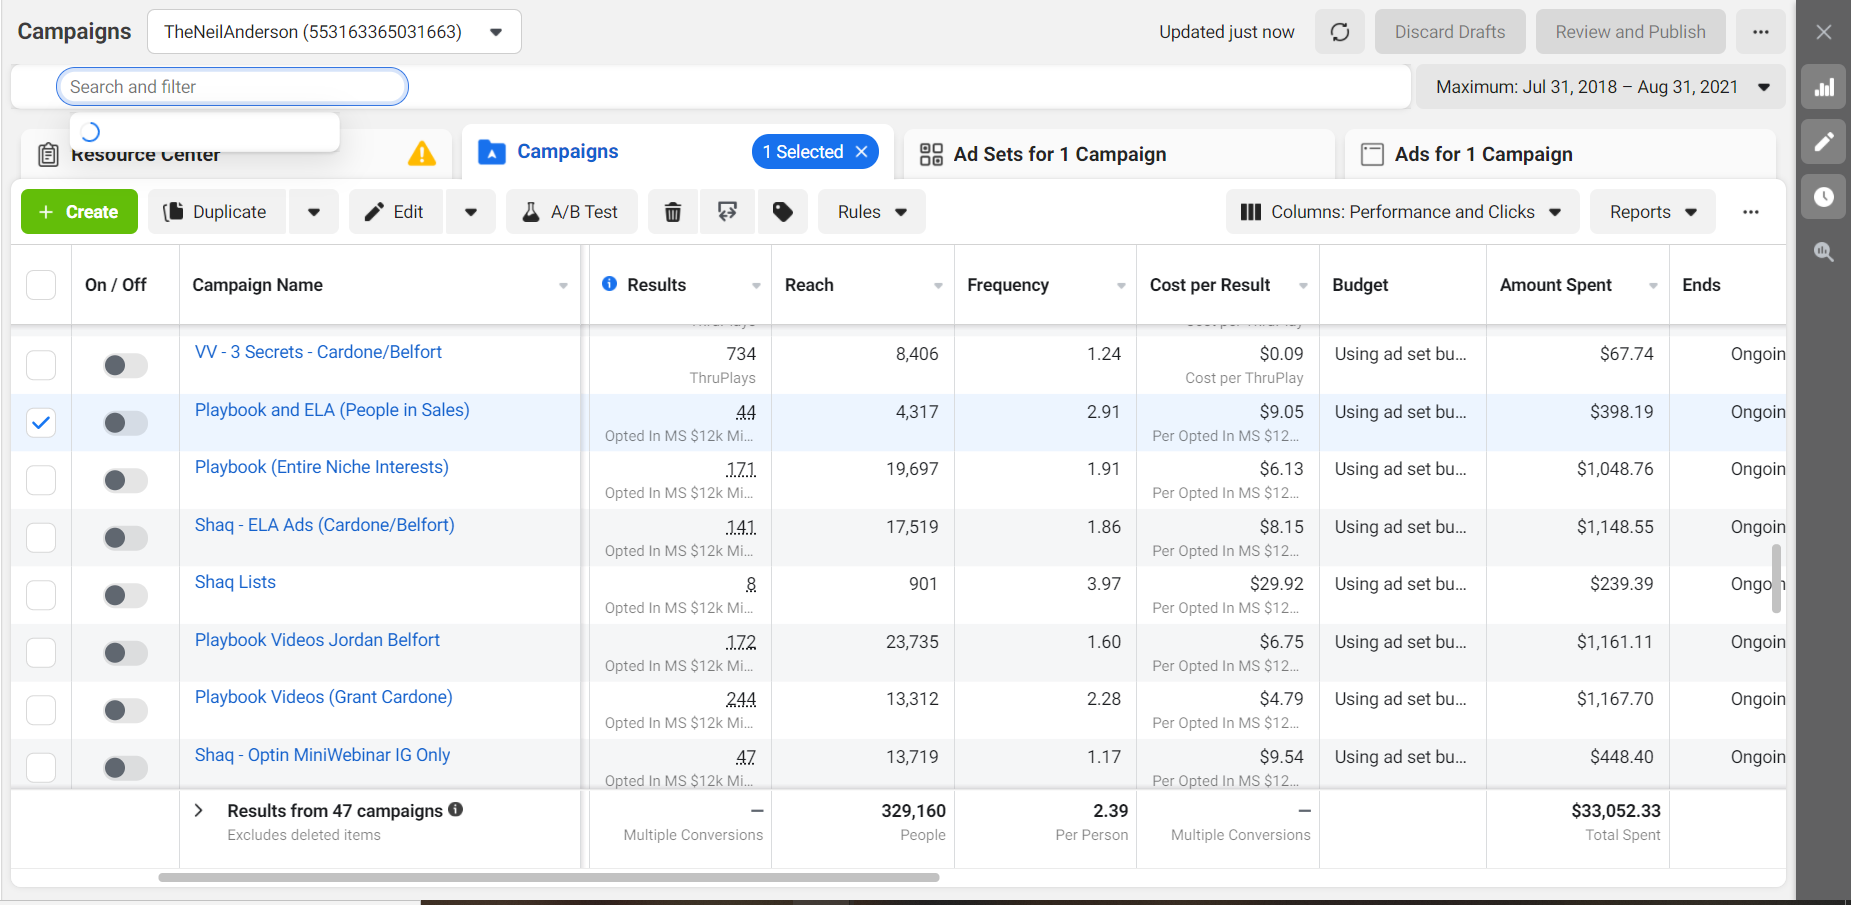 Campaigns
TheNeilAnderson (553163365031663)
Updated just now
Discard Drafts
Review and Publish
Search and filter
Maximum: Jul 31, 2018 – Aug 31, 2021
Resource Center
Campaigns
1 Selected
Ad Sets for 1 Campaign
Ads for 1 Campaign
+ Create
Duplicate
Edit
A/B Test
Rules
Columns: Performance and Clicks
Reports
On / Off
Campaign Name
Results
Reach
Frequency
Cost per Result
Budget
Amount Spent
Ends
ThruPlays
Cost per ThruPlay
VV - 3 Secrets - Cardone/Belfort
734
8,406
1.24
$0.09
Using ad set bu...
$67.74
Ongoin
ThruPlays
Cost per ThruPlay
Playbook and ELA (People in Sales)
44
4,317
2.91
$9.05
Using ad set bu...
$398.19
Ongoin
Opted In MS $12k Mi...
Per Opted In MS $12...
Playbook (Entire Niche Interests)
171
19,697
1.91
$6.13
Using ad set bu...
$1,048.76
Ongoin
Opted In MS $12k Mi...
Per Opted In MS $12...
Shaq - ELA Ads (Cardone/Belfort)
141
17,519
1.86
$8.15
Using ad set bu...
$1,148.55
Ongoin
Opted In MS $12k Mi...
Per Opted In MS $12...
Shaq Lists
8
901
3.97
$29.92
Using ad set bu...
$239.39
Ongoin
Opted In MS $12k Mi...
Per Opted In MS $12...
Playbook Videos Jordan Belfort
172
23,735
1.60
$6.75
Using ad set bu...
$1,161.11
Ongoin
Opted In MS $12k Mi...
Per Opted In MS $12...
Playbook Videos (Grant Cardone)
244
13,312
2.28
$4.79
Using ad set bu...
$1,167.70
Ongoin
Opted In MS $12k Mi...
Per Opted In MS $12...
Shaq - Optin MiniWebinar IG Only
47
13,719
1.17
$9.54
Using ad set bu...
$448.40
Ongoin
Opted In MS $12k Mi...
Per Opted In MS $12...
Results from 47 campaigns
—
329,160
2.39
—
$33,052.33
Excludes deleted items
Multiple Conversions
People
Per Person
Multiple Conversions
Total Spent